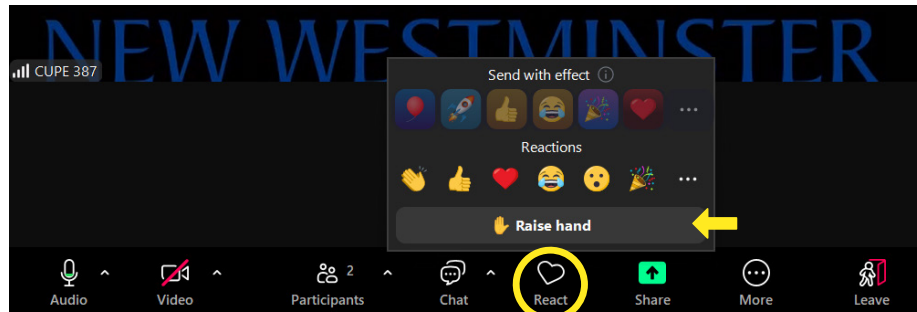 NEW WESTMINSTER
CUPE 387
Send with effect
Reactions
Raise hand
2
Audio
Video
Participants
Chat
React
Share
More
Leave